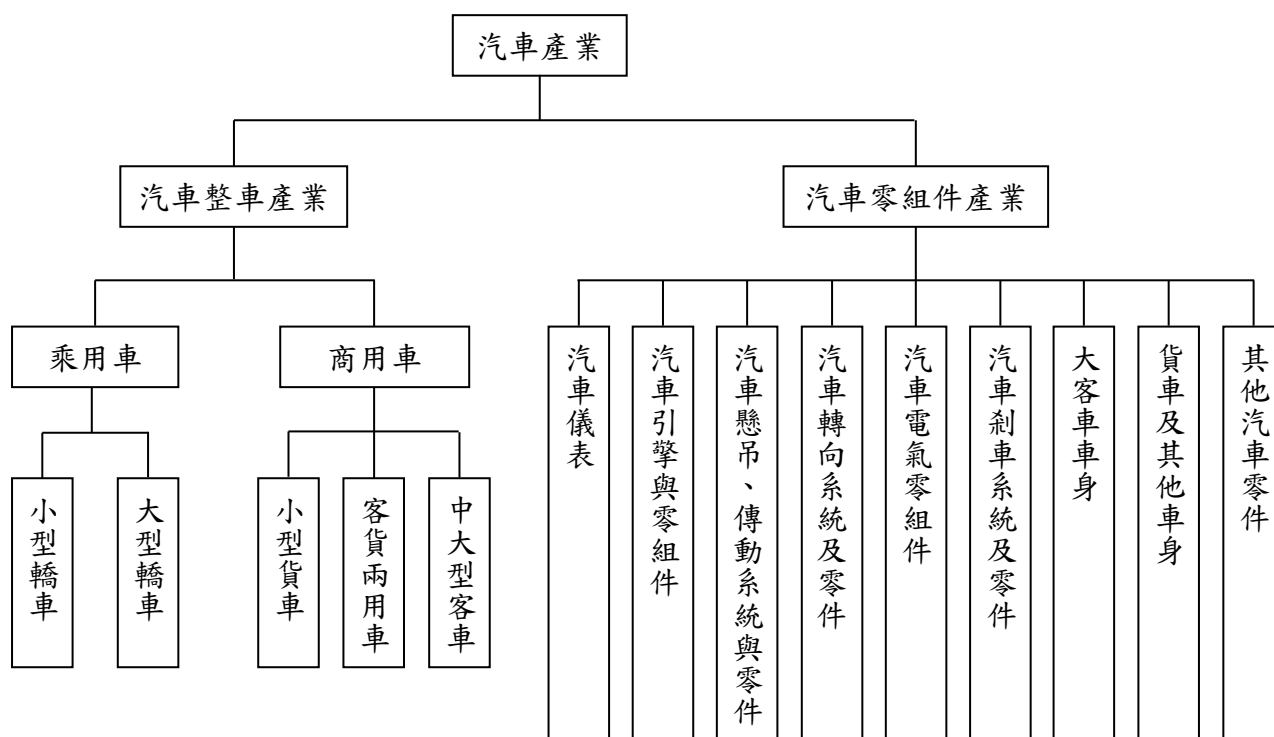 汽車產業
汽車整車產業
汽車零組件產業
乘用車
商用車
小型轎車
大型轎車
小型貨車
客貨兩用車
中大型客車
汽車儀表
汽車引擎與零組件
汽車懸吊、傳動系統與零件
汽車轉向系統及零件
汽車電氣零組件
汽車剎車系統及零件
大客車車身
貨車及其他車身
其他汽車零件